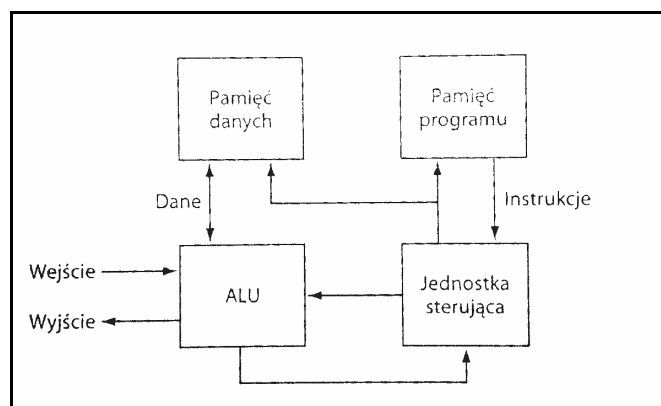 Pamięć
danych
Pamięć
programu
Dane
Instrukcje
Wejście
Wyjście
ALU
Jednostka
sterująca